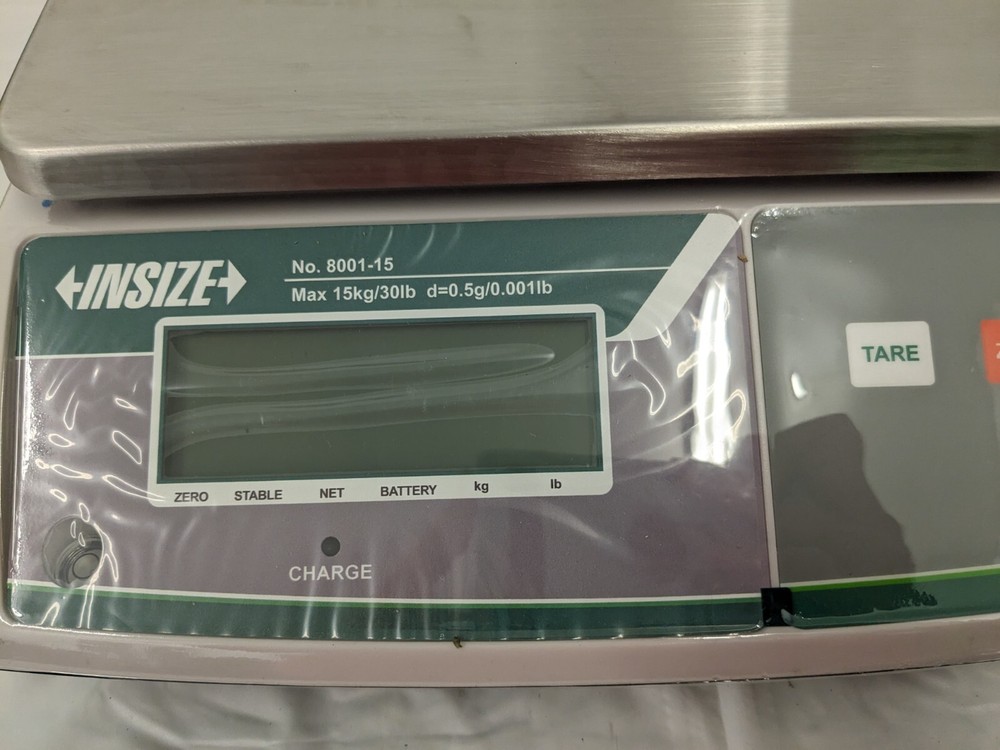 INSIZE
No. 8001-15
Max 15kg/30lb d=0.5g/0.001lb
TARE
ZERO STABLE NET BATTERY kg lb
CHARGE